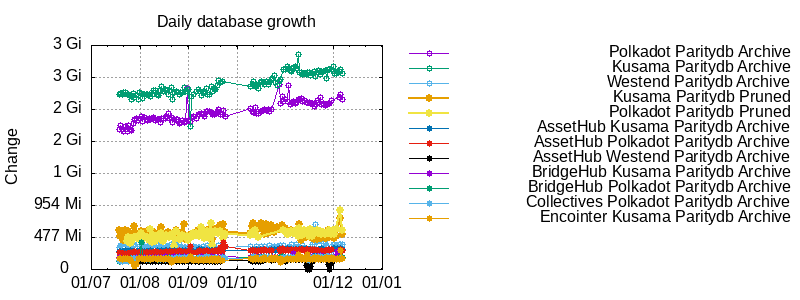 Daily database growth
3 Gi
3 Gi
2 Gi
2 Gi
1 Gi
954 Mi
477 Mi
0
Change
01/07 01/08 01/09 01/10 01/12 01/01
Polkadot Paritydb Archive
Kusama Paritydb Archive
Westend Paritydb Archive
Kusama Paritydb Pruned
Polkadot Paritydb Pruned
AssetHub Kusama Paritydb Archive
AssetHub Polkadot Paritydb Archive
AssetHub Westend Paritydb Archive
BridgeHub Kusama Paritydb Archive
BridgeHub Polkadot Paritydb Archive
Collectives Polkadot Paritydb Archive
Encointer Kusama Paritydb Archive